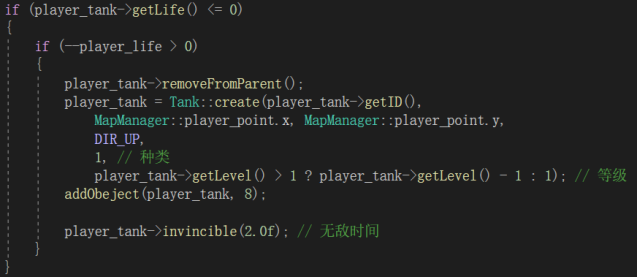 if (player_tank->getLife() <= 0)
{
if (--player_life > 0)
{
player_tank->removeFromParent();
player_tank = Tank::create(player_tank->getID(),
MapManager::player_point.x, MapManager::player_point.y,
DIR_UP,
1, // 种类
player_tank->getLevel() > 1 ? player_tank->getLevel() - 1 : 1); // 等级
addObeject(player_tank, 8);
player_tank->invincible(2.0f); // 无敌时间
}
}